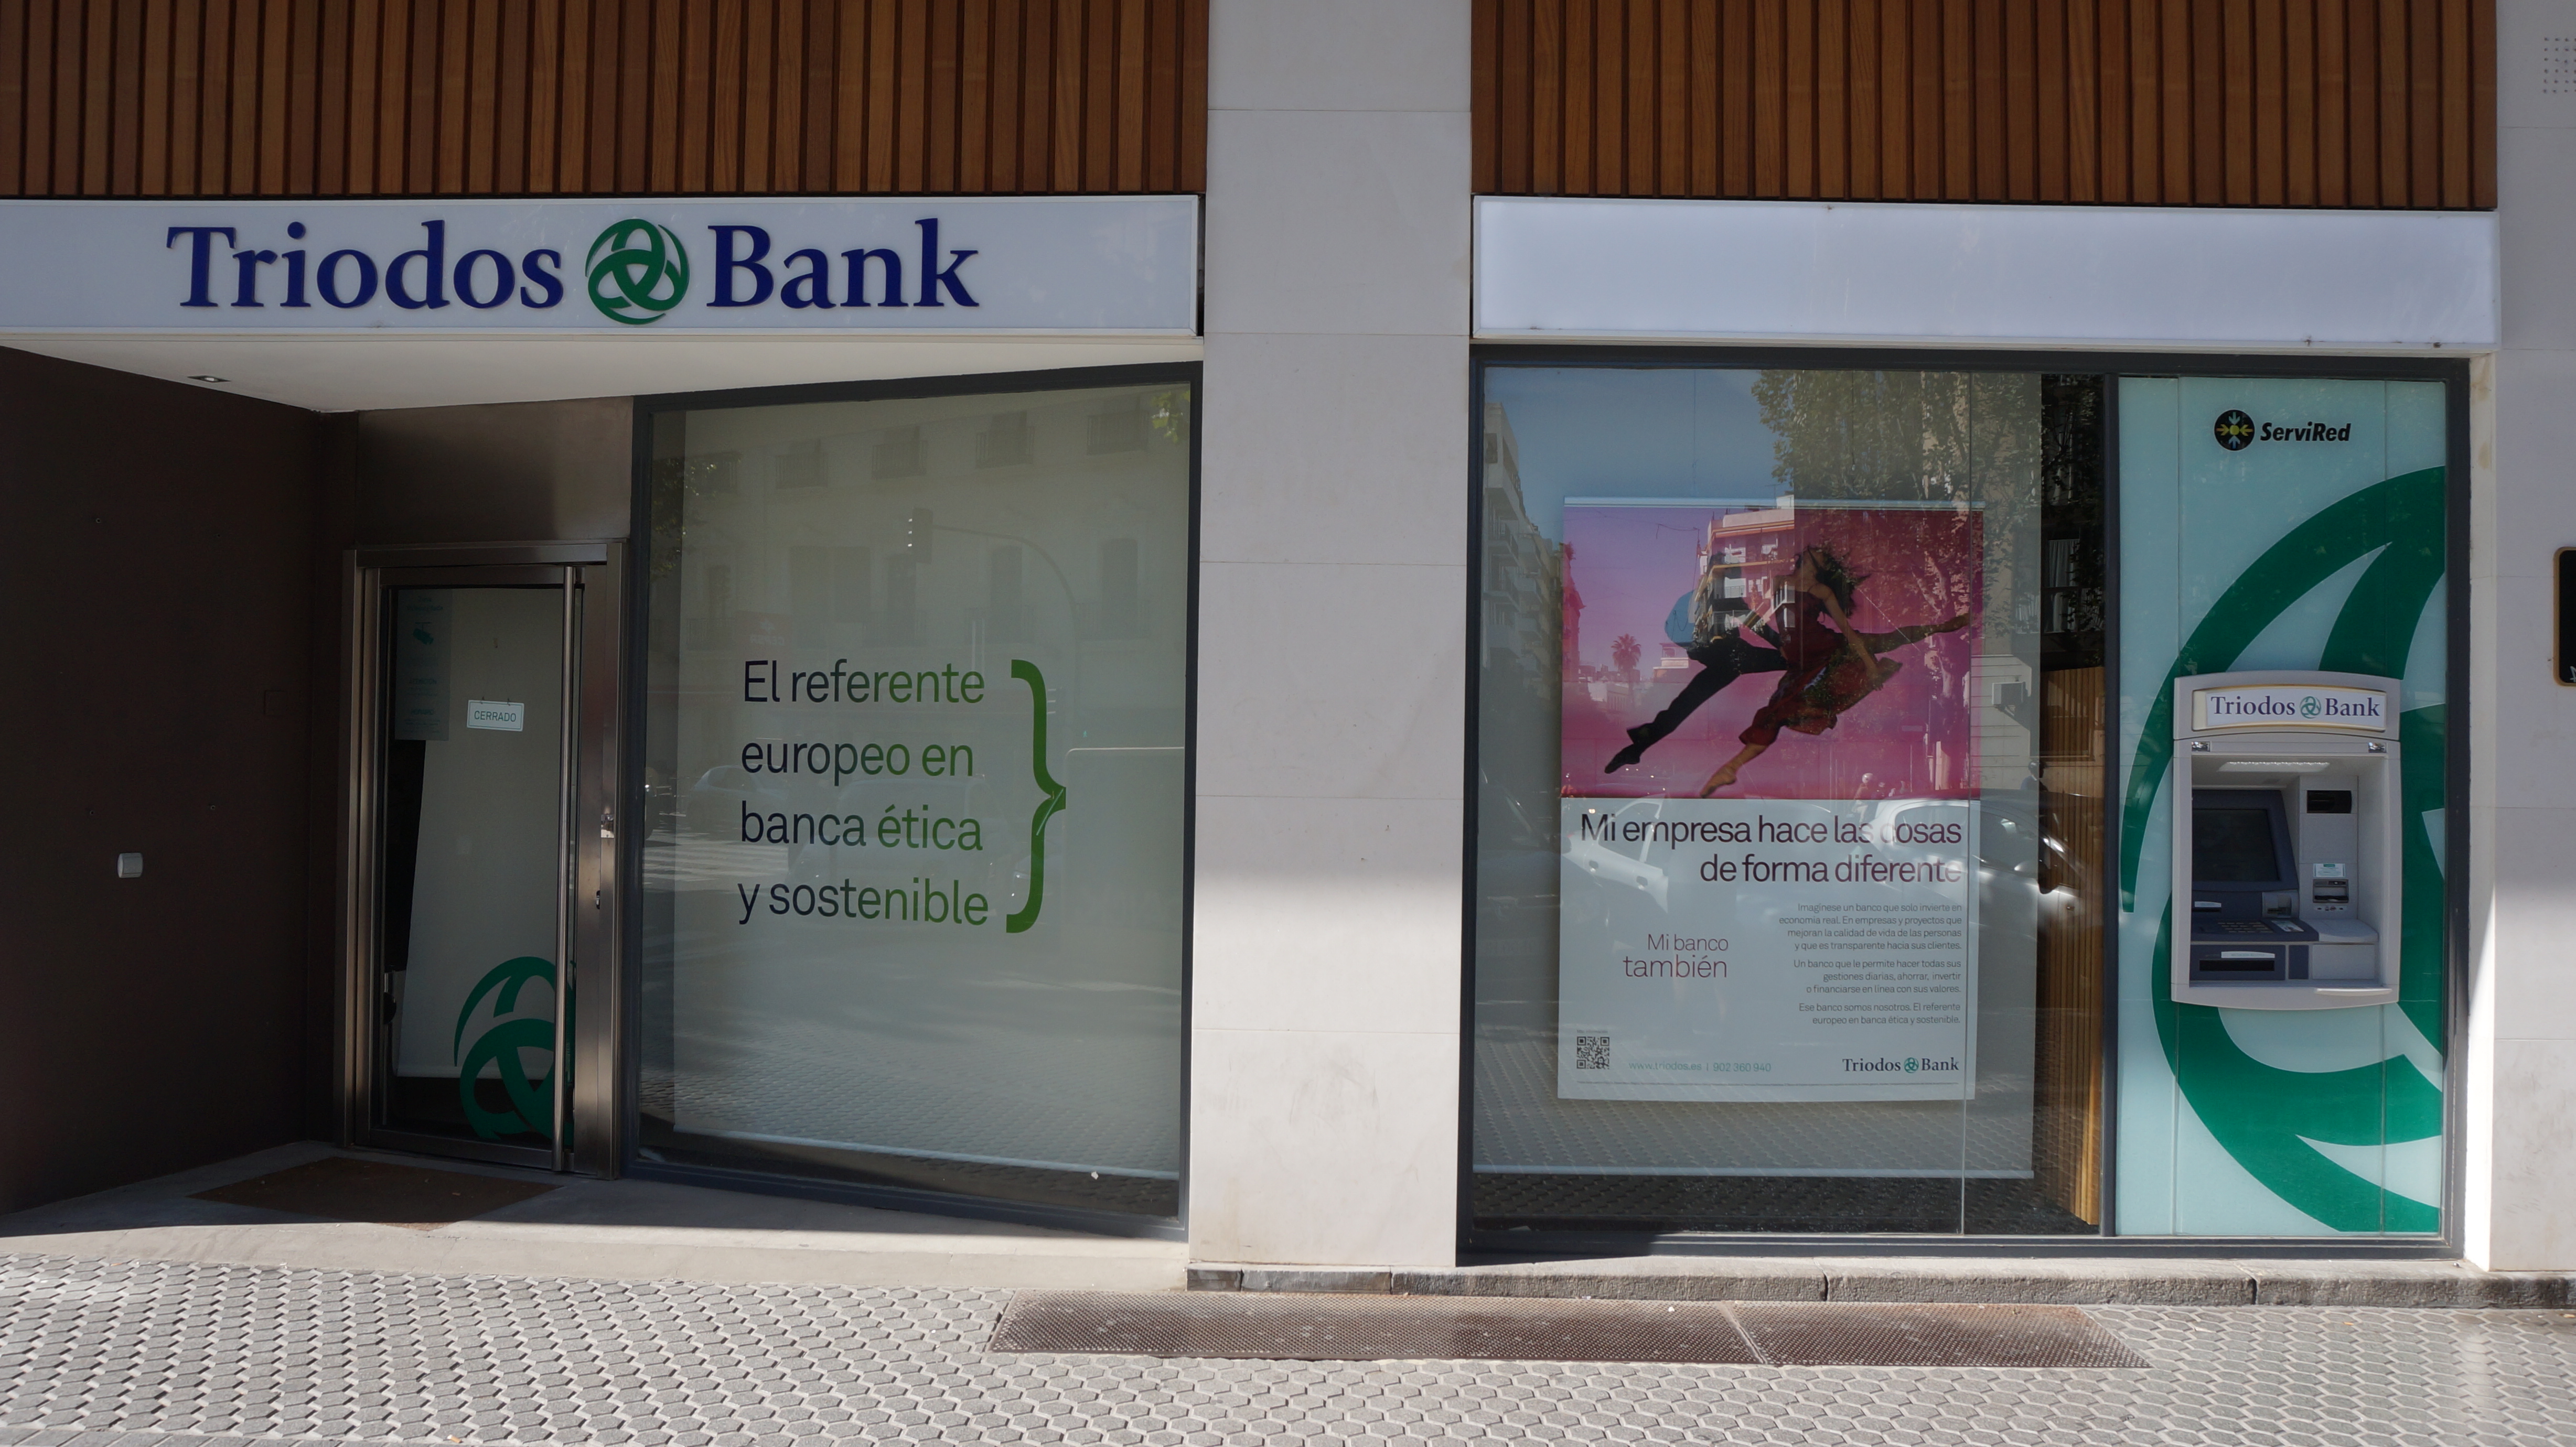 Triodos Bank
CERRADO
El referente
europeo en
banca ética
y sostenible
Mi empresa hace las cosas
de forma diferente
Mi banco
también
Imagínese un banco que solo invierte en
economía real. En empresas y proyectos que
mejoran la calidad de vida de las personas
y que es transparente hacia sus clientes.
Un banco que le permite hacer todas sus
gestiones diarias, ahorrar, invertir
o financiarse en línea con sus valores.
Ese banco somos nosotros. El referente
europeo en banca ética y sostenible.
www.triodos.es | 902 360 940
Triodos Bank
ServiRed
Triodos Bank